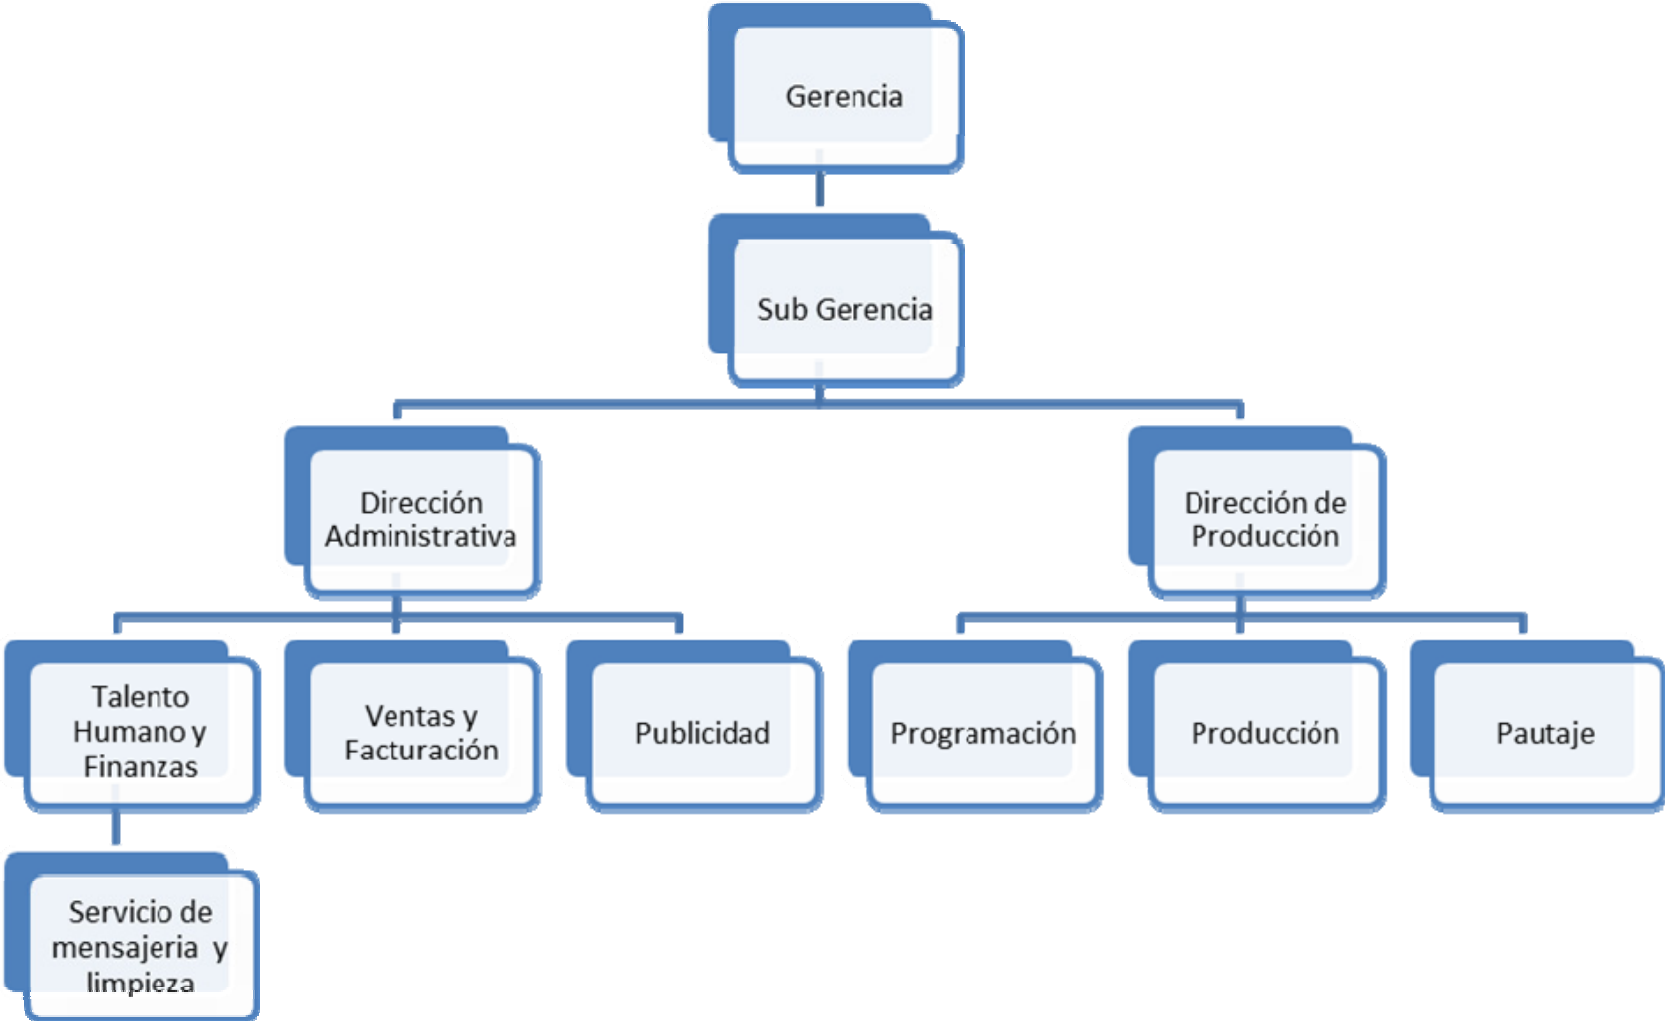 Gerencia
Sub Gerencia
Dirección
Administrativa
Dirección de
Producción
Talento
Humano y
Finanzas
Ventas y
Facturación
Publicidad
Programación
Producción
Pautaje
Servicio de
mensajeria y
limpieza